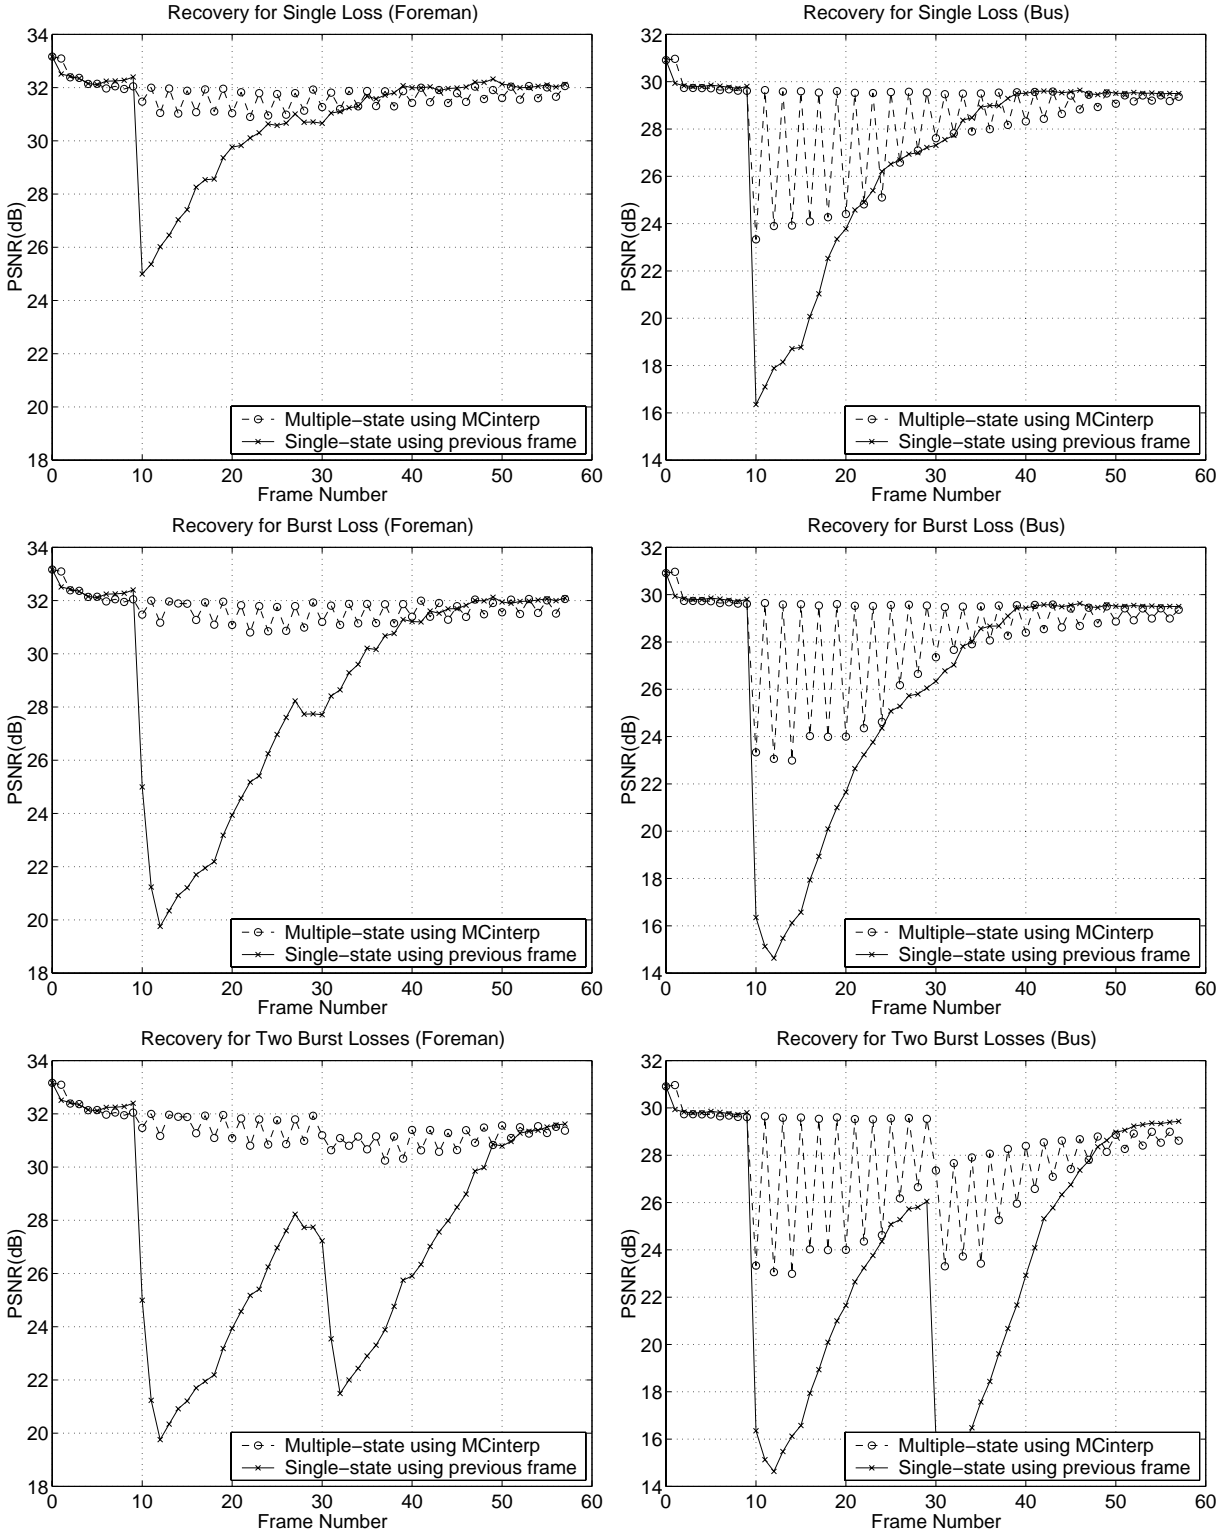 Recovery for Single Loss (Foreman)
34
32
30
28
26
24
22
20
18
PSNR(dB)
0 10 20 30 40 50 60
Frame Number
Multiple−state using MCinterp
Single−state using previous frame
Recovery for Single Loss (Bus)
32
30
28
26
24
22
20
18
16
14
PSNR(dB)
0 10 20 30 40 50 60
Frame Number
Multiple−state using MCinterp
Single−state using previous frame
Recovery for Burst Loss (Foreman)
34
32
30
28
26
24
22
20
18
PSNR(dB)
0 10 20 30 40 50 60
Frame Number
Multiple−state using MCinterp
Single−state using previous frame
Recovery for Burst Loss (Bus)
32
30
28
26
24
22
20
18
16
14
PSNR(dB)
0 10 20 30 40 50 60
Frame Number
Multiple−state using MCinterp
Single−state using previous frame
Recovery for Two Burst Losses (Foreman)
34
32
30
28
26
24
22
20
18
PSNR(dB)
0 10 20 30 40 50 60
Frame Number
Multiple−state using MCinterp
Single−state using previous frame
Recovery for Two Burst Losses (Bus)
32
30
28
26
24
22
20
18
16
14
PSNR(dB)
0 10 20 30 40 50 60
Frame Number
Multiple−state using MCinterp
Single−state using previous frame